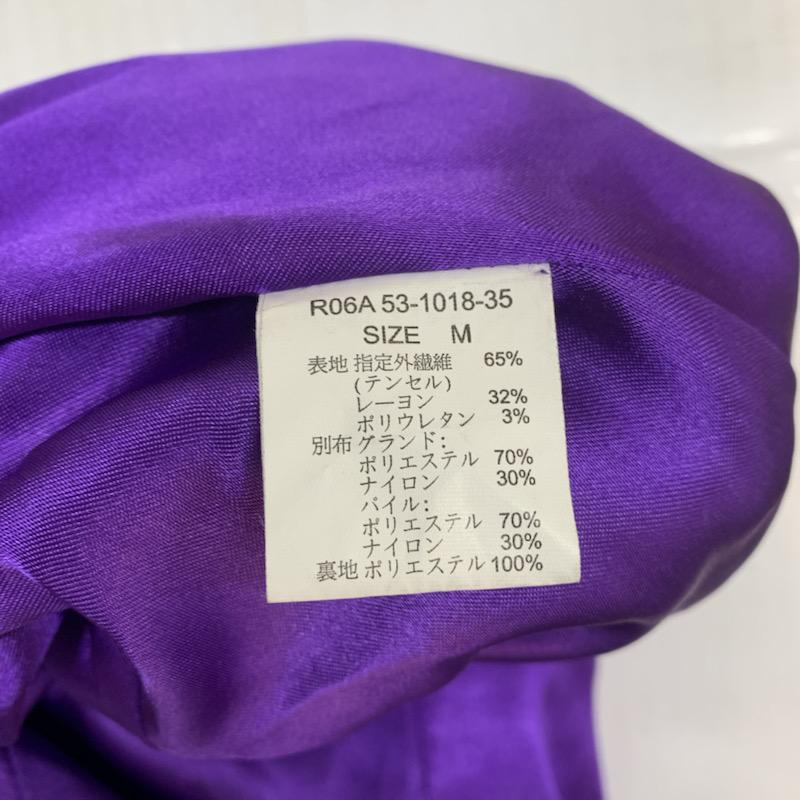 R06A 53-1018-35
SIZE M
表地 指定外繊維 65%
(テンセル)
レーヨン 32%
ポリウレタン 3%
別布 グランド:
ポリエステル 70%
ナイロン 30%
パイル:
ポリエステル 70%
ナイロン 30%
裏地 ポリエステル 100%